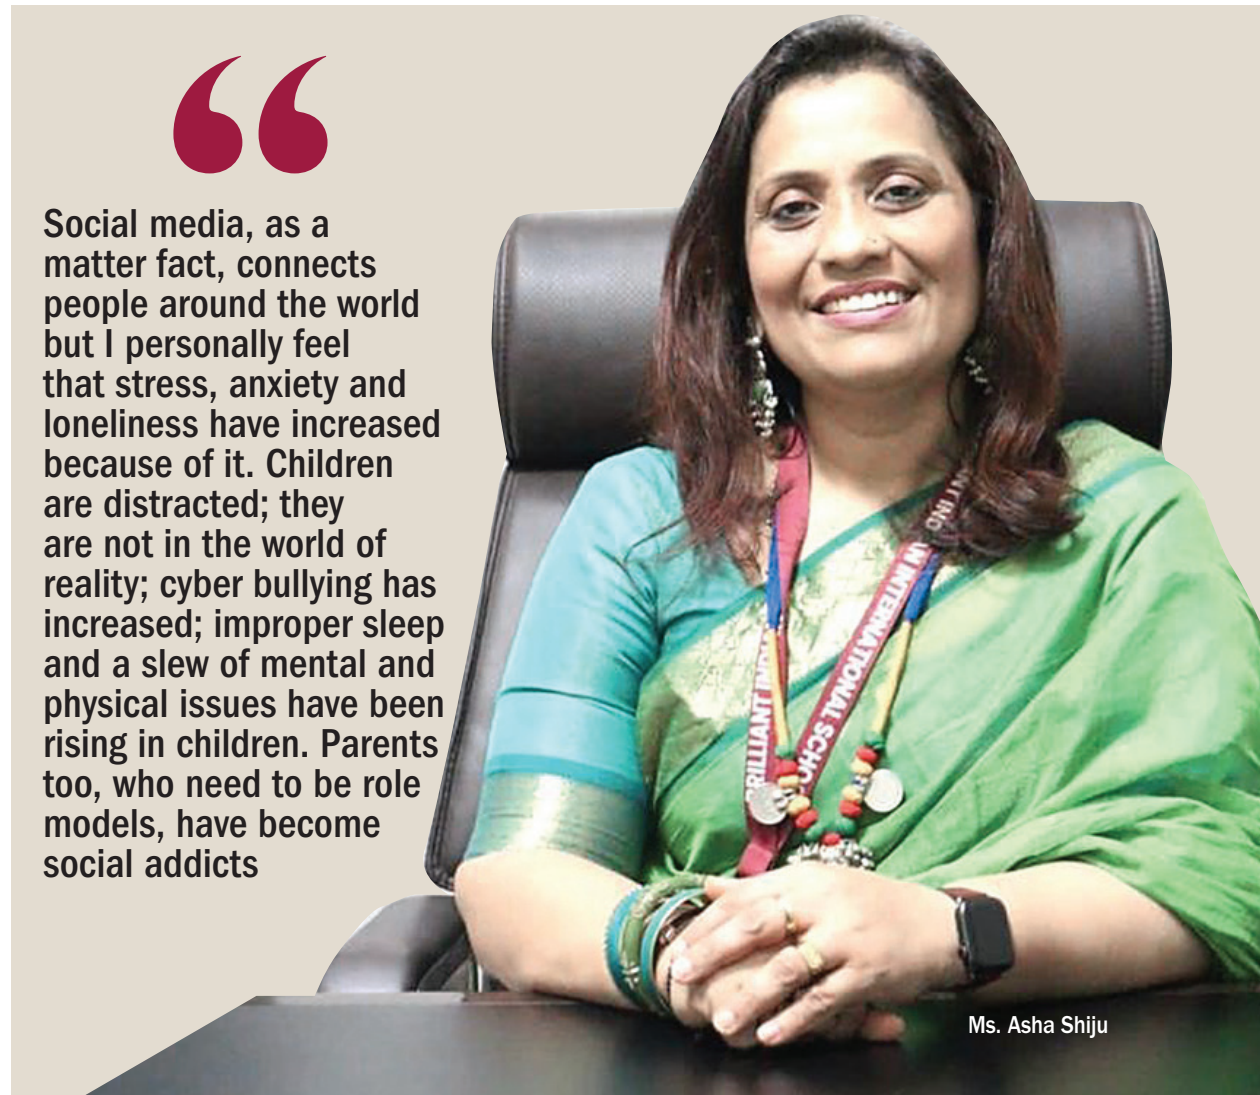 Social media, as a
matter fact, connects
people around the world
but I personally feel
that stress, anxiety and
loneliness have increased
because of it. Children
are distracted; they
are not in the world of
reality; cyber bullying has
increased; improper sleep
and a slew of mental and
physical issues have been
rising in children. Parents
too, who need to be role
models, have become
social addicts
INTERNATIONAL SCHO
Ms. Asha Shiju